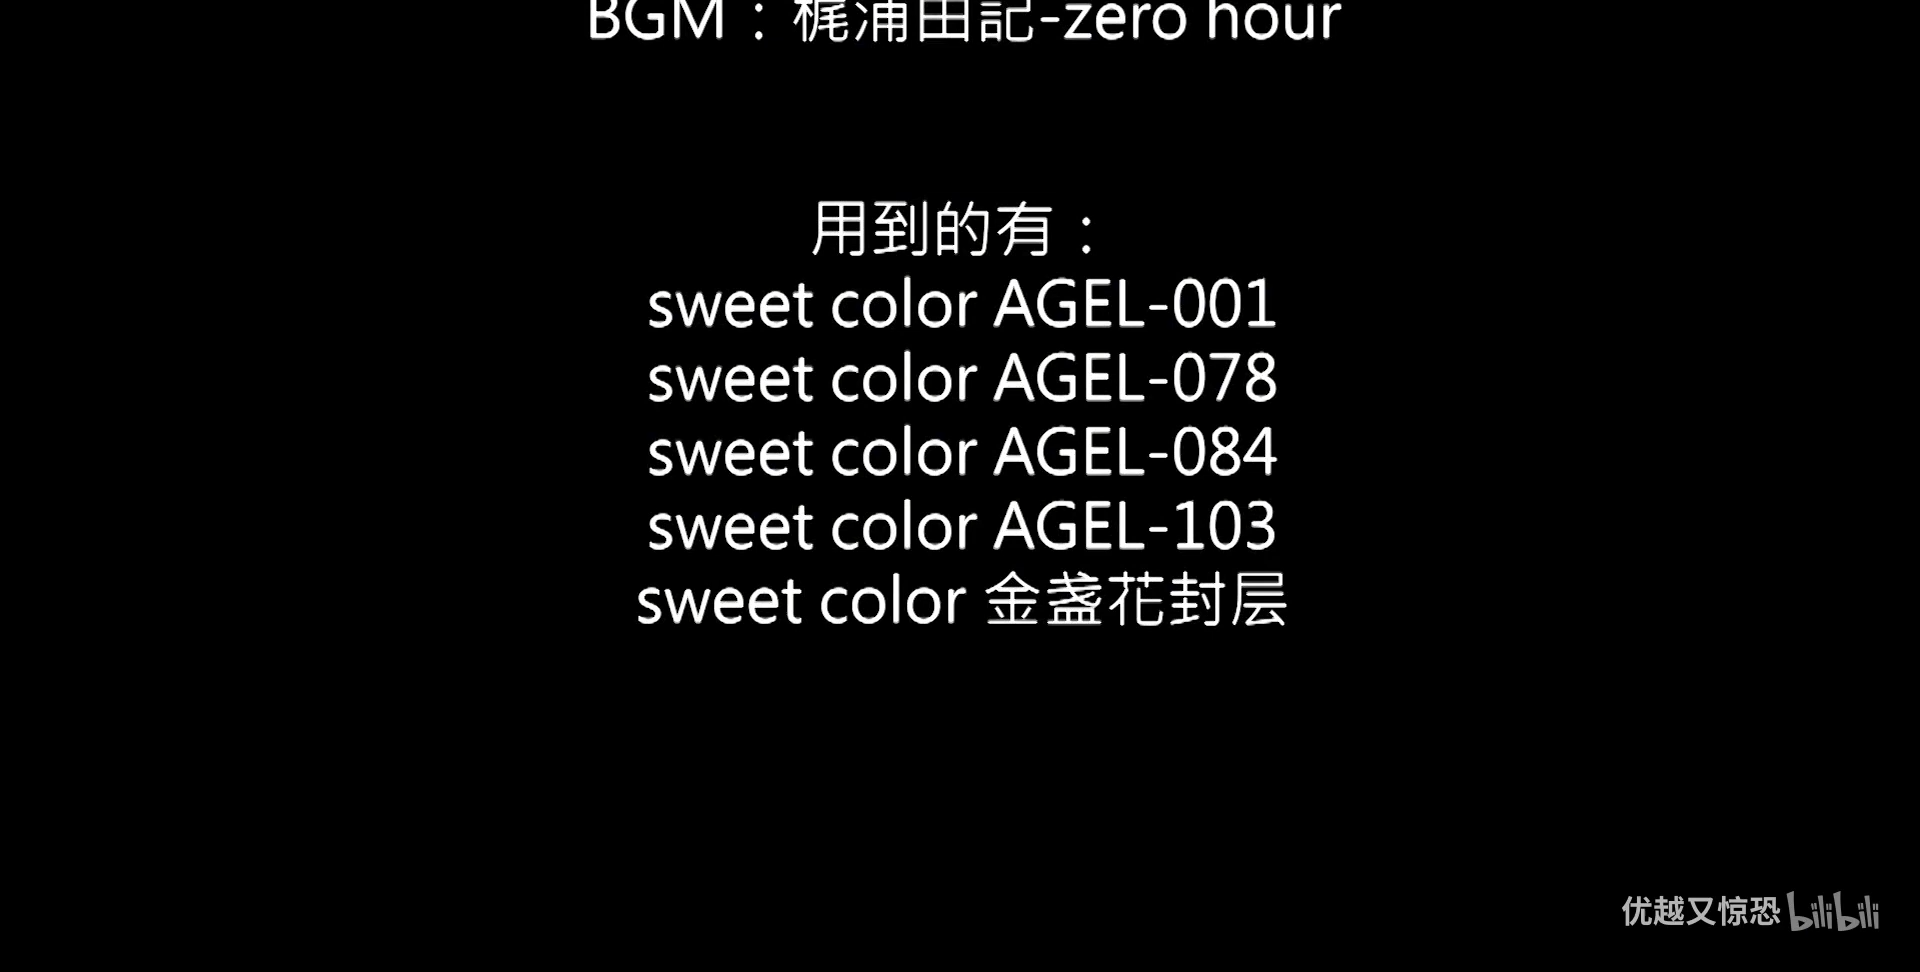 BGM：梶浦由記-zero hour
用到的有：
sweet color AGEL-001
sweet color AGEL-078
sweet color AGEL-084
sweet color AGEL-103
sweet color 金盏花封层
优越又惊恐 bilibili